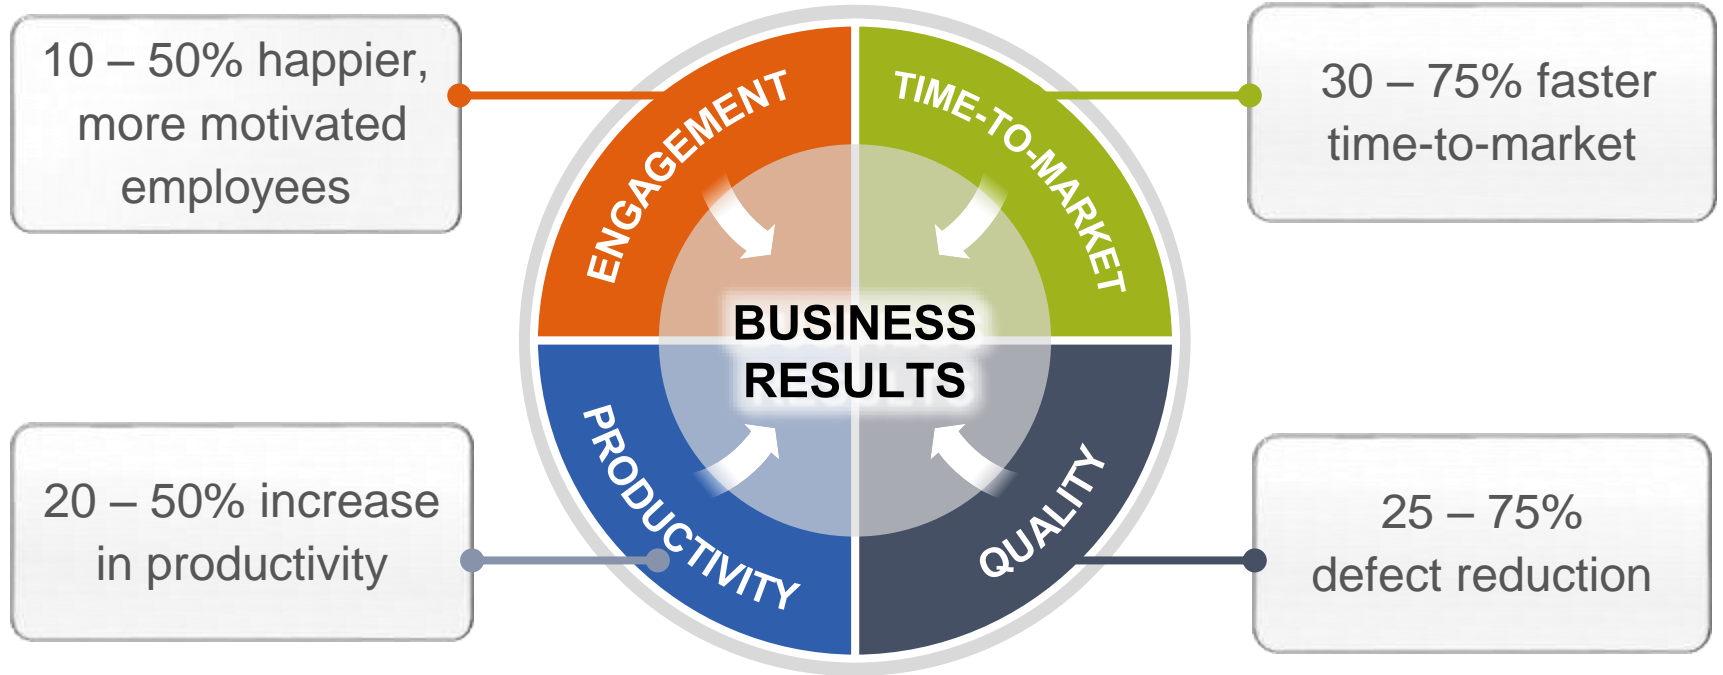 10 – 50% happier,
more motivated
employees
ENGAGEMENT
TIME-TO-MARKET
30 – 75% faster
time-to-market
BUSINESS
RESULTS
20 – 50% increase
in productivity
PRODUCTIVITY
QUALITY
25 – 75%
defect reduction